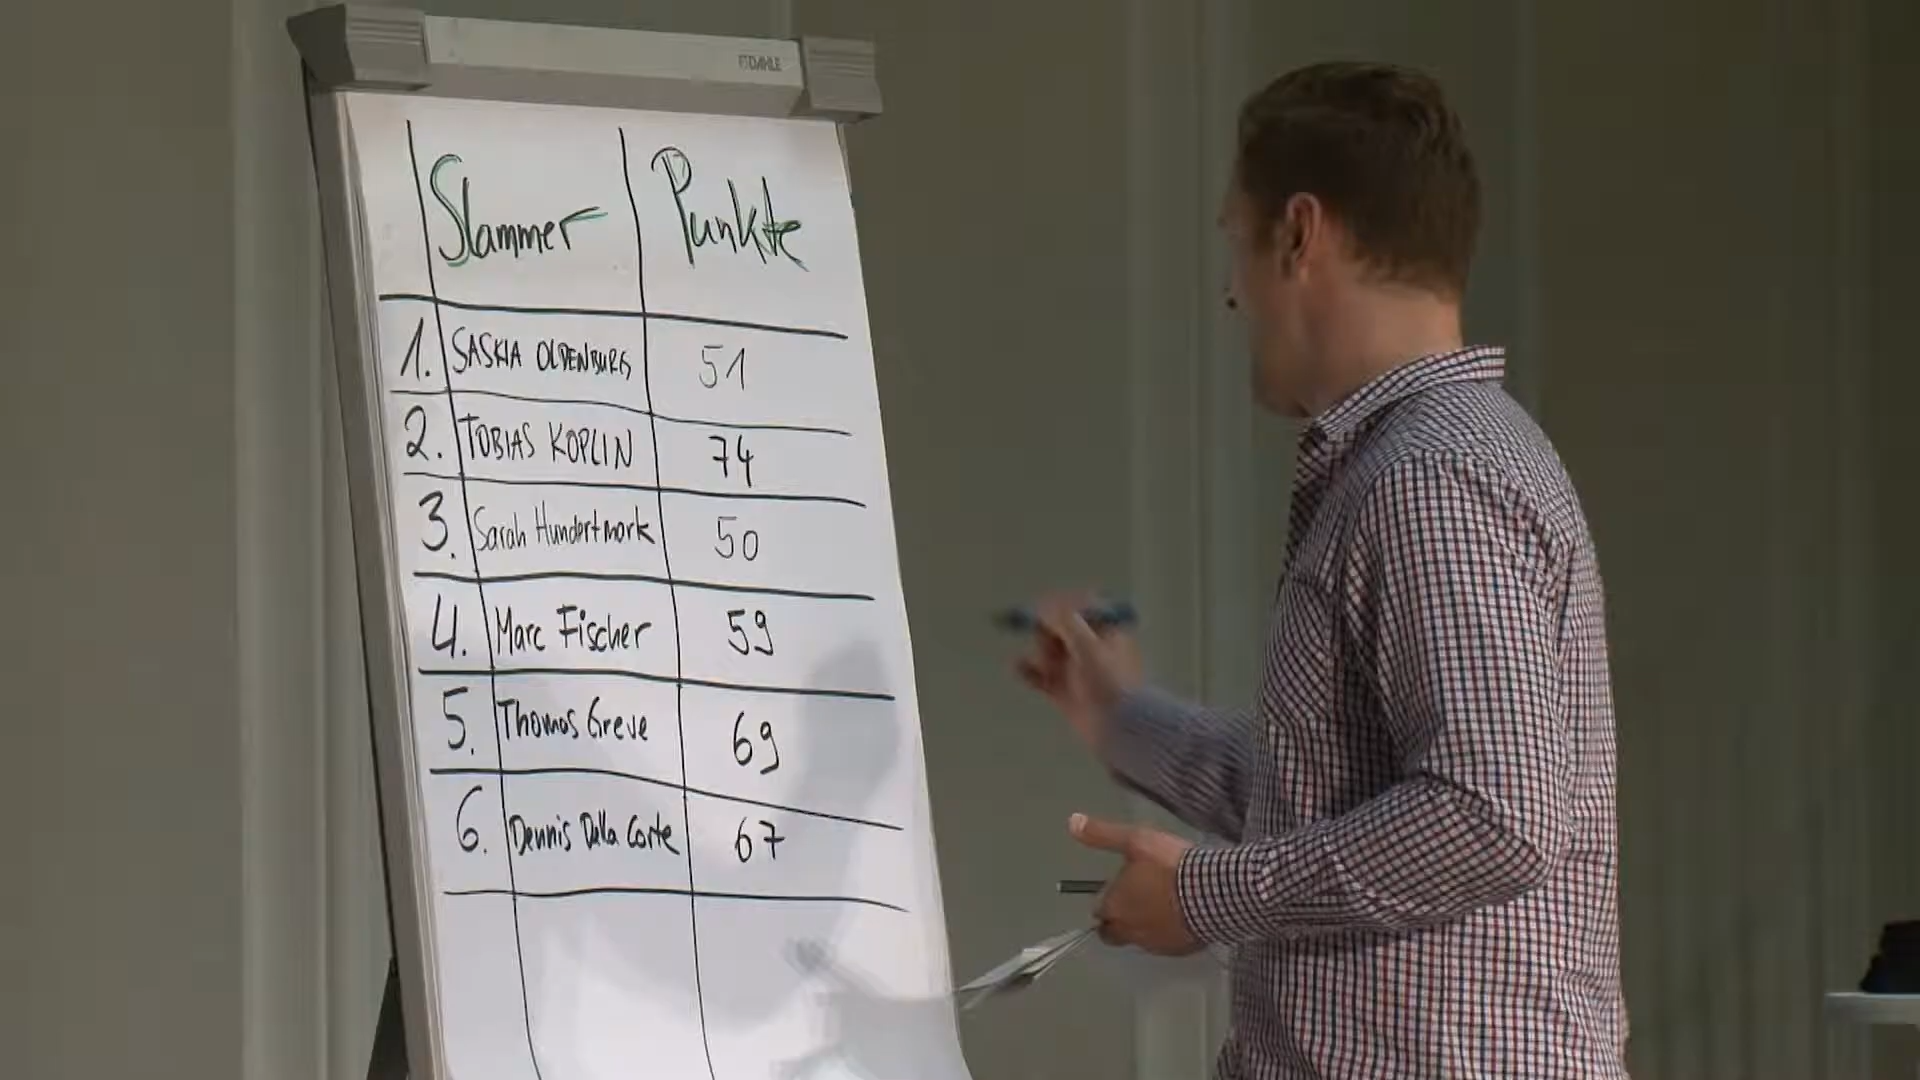 DAHLE
Slammer Punkte
1. SASKIA OLDENBURG 51
2. TOBIAS KOPLIN 74
3. Sarah Hundertmark 50
4. Marc Fischer 59
5. Thomas Greve 69
6. Dennis Della Corte 67